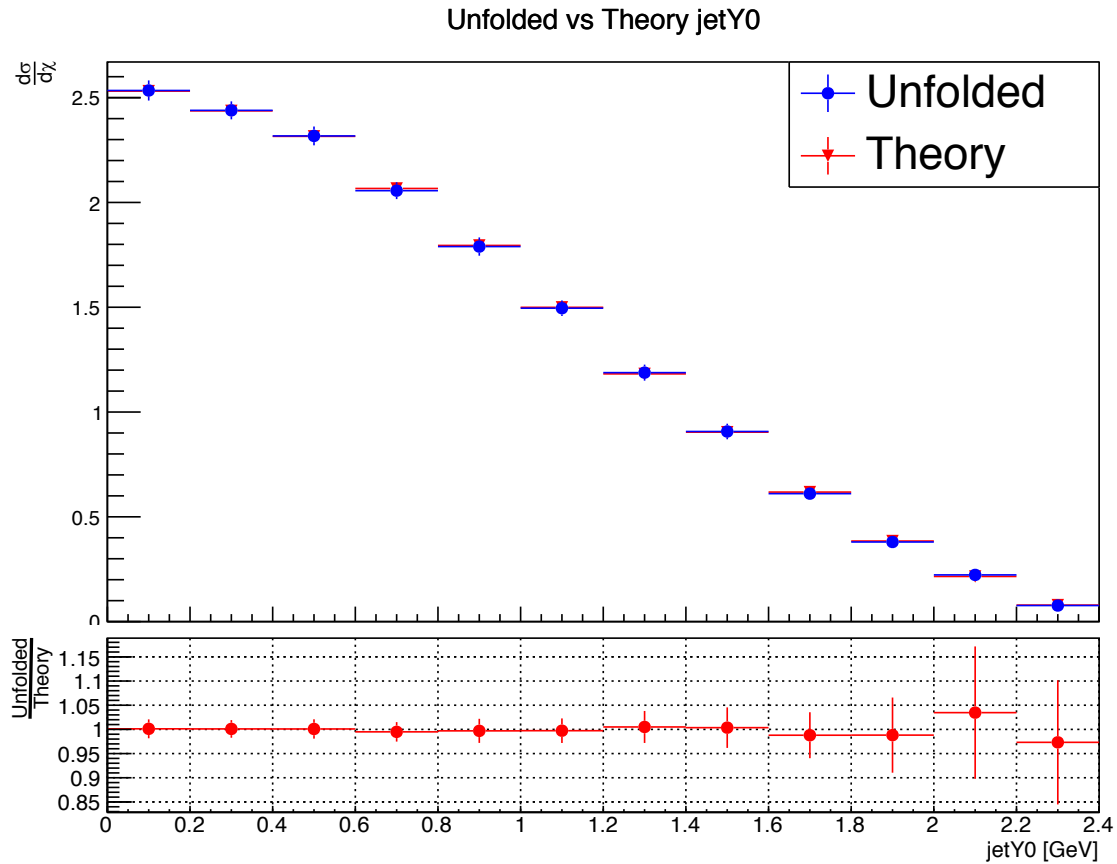 Unfolded vs Theory jetY0
dσ
dχ
2.5
2
1.5
1
0.5
0
Unfolded
Theory
Unfolded
Theory
1.15
1.1
1.05
1
0.95
0.9
0.85
0 0.2 0.4 0.6 0.8 1 1.2 1.4 1.6 1.8 2 2.2 2.4
jetY0 [GeV]